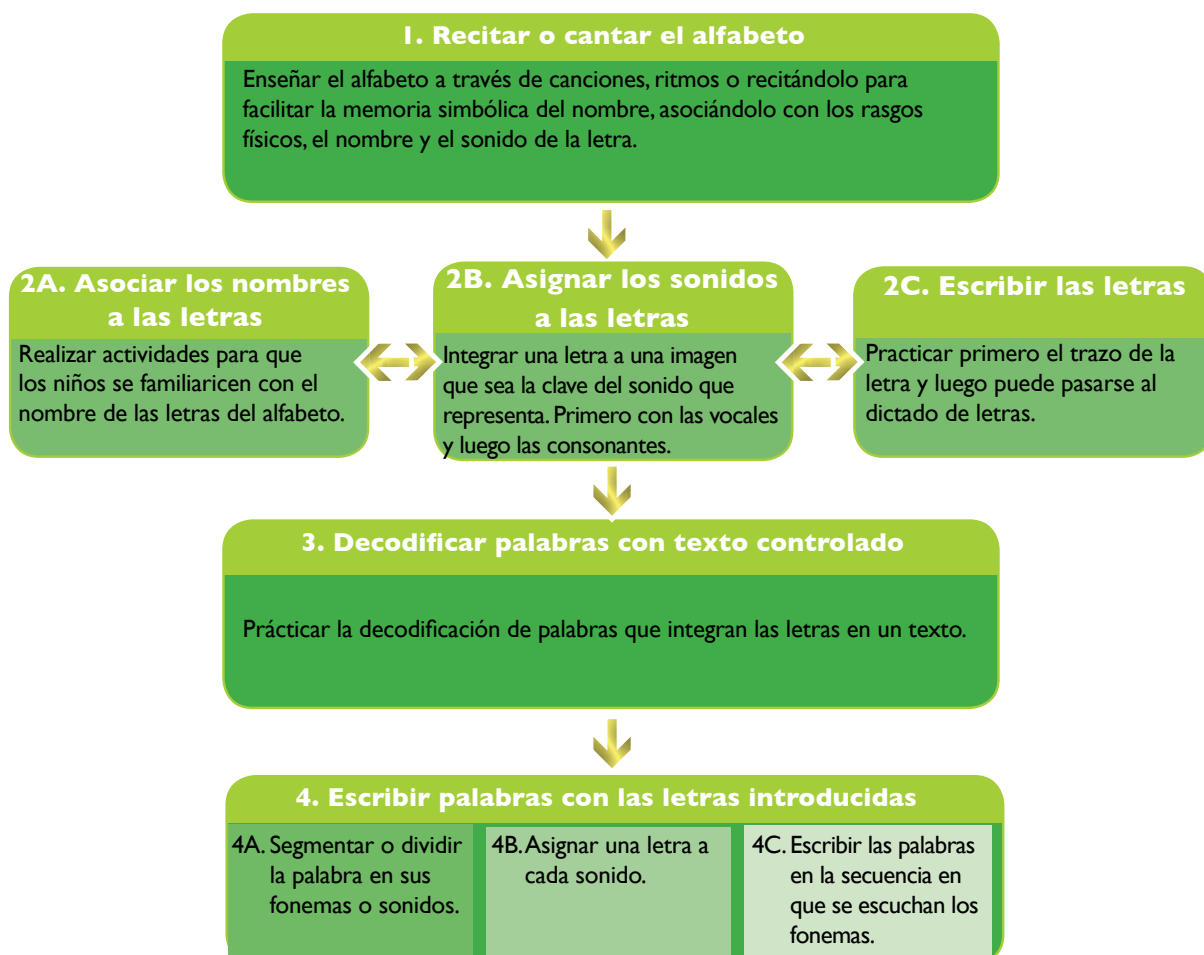 1. Recitar o cantar el alfabeto
Enseñar el alfabeto a través de canciones, ritmos o recitándolo para
facilitar la memoria simbólica del nombre, asociándolo con los rasgos
físicos, el nombre y el sonido de la letra.
2A. Asociar los nombres
a las letras
Realizar actividades para que
los niños se familiaricen con el
nombre de las letras del alfabeto.
2B. Asignar los sonidos
a las letras
Integrar una letra a una imagen
que sea la clave del sonido que
representa. Primero con las vocales
y luego las consonantes.
2C. Escribir las letras
Practicar primero el trazo de la
letra y luego puede pasarse al
dictado de letras.
3. Decodificar palabras con texto controlado
Prácticar la decodificación de palabras que integran las letras en un texto.
4. Escribir palabras con las letras introducidas
4A. Segmentar o dividir
la palabra en sus
fonemas o sonidos.
4B. Asignar una letra a
cada sonido.
4C. Escribir las palabras
en la secuencia en
que se escuchan los
fonemas.